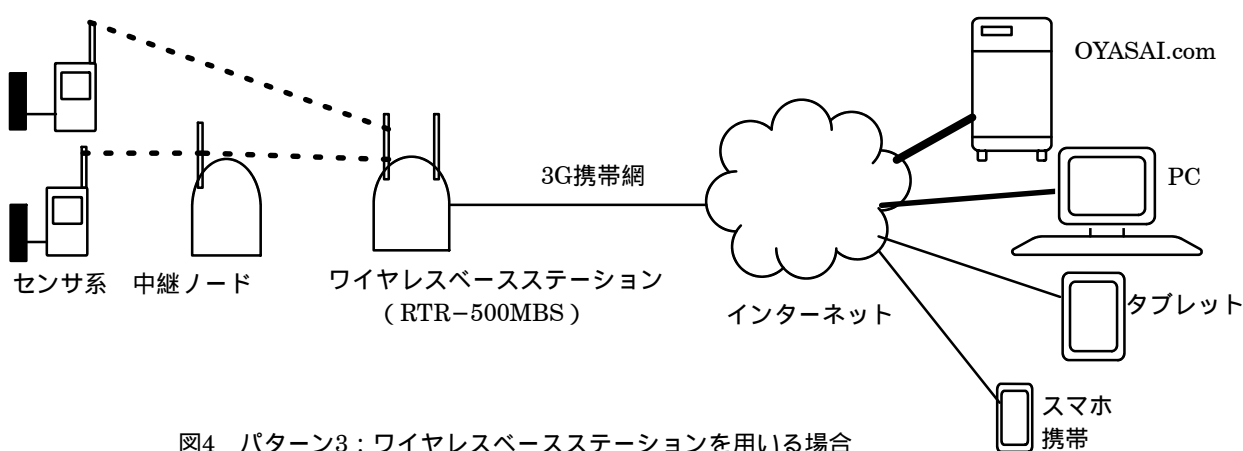 OYASAI.com
3G携帯網
PC
センサ系
中継ノード
ワイヤレスベースステーション
（RTR−500MBS）
インターネット
タブレット
スマホ
携帯
図4　パターン3：ワイヤレスベースステーションを用いる場合